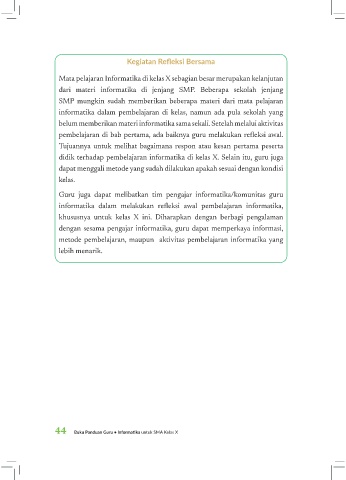 Kegiatan Refleksi Bersama
Mata pelajaran Informatika di kelas X sebagian besar merupakan kelanjutan
dari materi informatika di jenjang SMP. Beberapa sekolah jenjang
SMP mungkin sudah memberikan beberapa materi dari mata pelajaran
informatika dalam pembelajaran di kelas, namun ada pula sekolah yang
belum memberikan materi informatika sama sekali. Setelah melalui aktivitas
pembelajaran di bab pertama, ada baiknya guru melakukan refleksi awal.
Tujuannya untuk melihat bagaimana respon atau kesan pertama peserta
didik terhadap pembelajaran informatika di kelas X. Selain itu, guru juga
dapat menggali metode yang sudah dilakukan apakah sesuai dengan kondisi
kelas.
Guru juga dapat melibatkan tim pengajar informatika/komunitas guru
informatika dalam melakukan refleksi awal pembelajaran informatika,
khususnya untuk kelas X ini. Diharapkan dengan berbagi pengalaman
dengan sesama pengajar informatika, guru dapat memperkaya informasi,
metode pembelajaran, maupun aktivitas pembelajaran informatika yang
lebih menarik.
44 Buku Panduan Guru • Informatika untuk SMA Kelas X